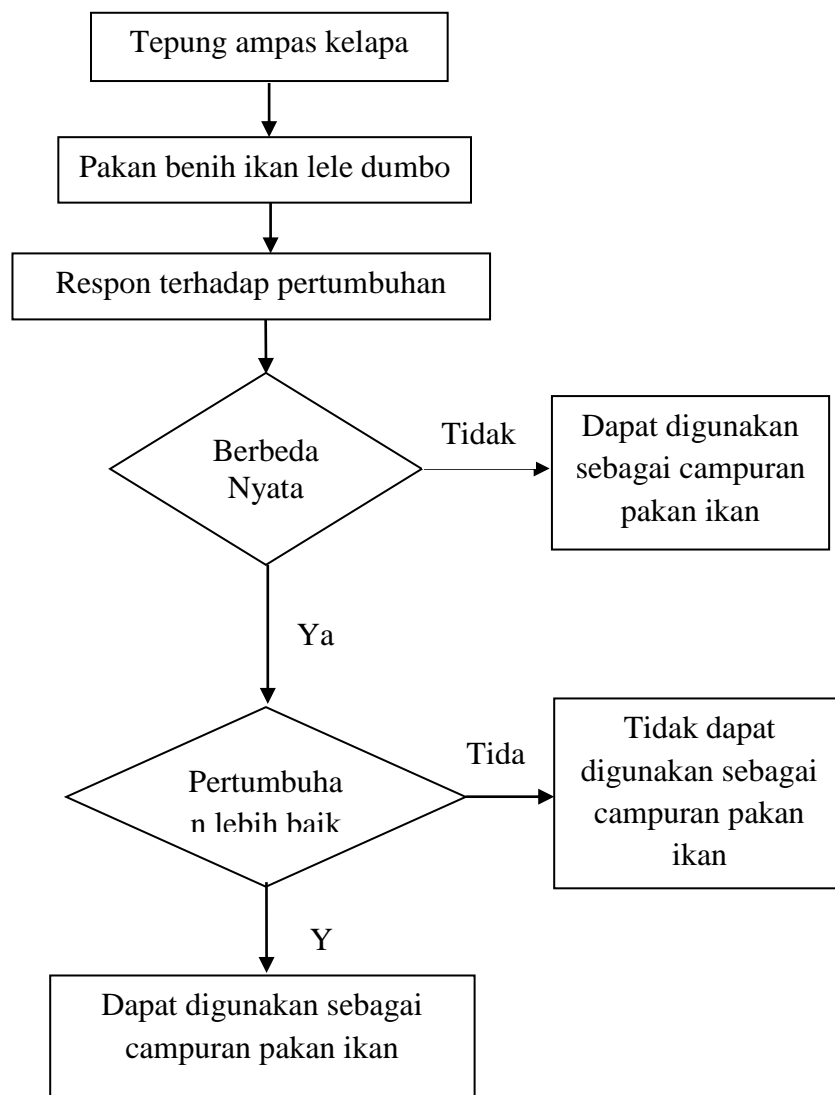 Tepung ampas kelapa
Pakan benih ikan lele dumbo
Respon terhadap pertumbuhan
Berbeda
Nyata
Tidak
Dapat digunakan
sebagai campuran
pakan ikan
Ya
Pertumbuha
n lebih baik
Tida
Tidak dapat
digunakan sebagai
campuran pakan
ikan
Y
Dapat digunakan sebagai
campuran pakan ikan